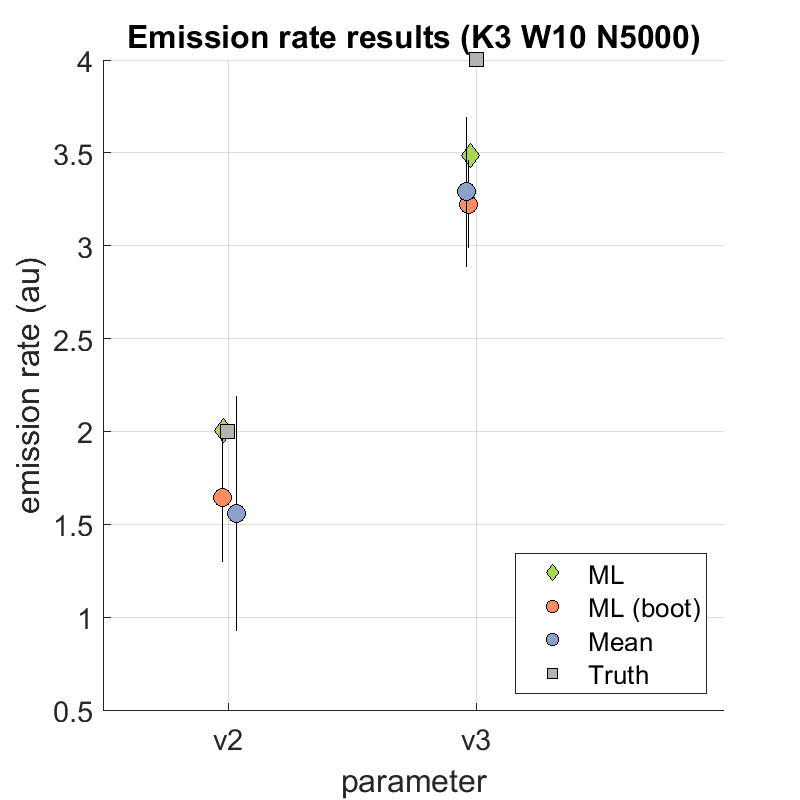 Emission rate results (K3 W10 N5000)
4
3.5
3
2.5
2
1.5
1
0.5
emission rate (au)
ML
ML (boot)
Mean
Truth
v2 v3
parameter